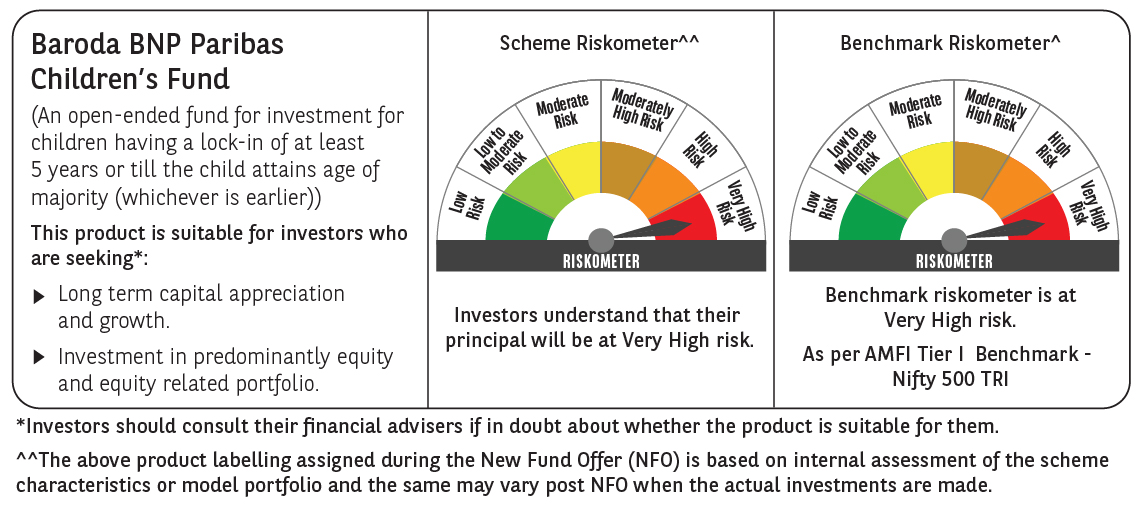 Baroda BNP Paribas
Children's Fund
(An open-ended fund for investment for
children having a lock-in of at least
5 years or till the child attains age of
majority (whichever is earlier))
This product is suitable for investors who
are seeking*:
Long term capital appreciation
and growth.
Investment in predominantly equity
and equity related portfolio.
Scheme Riskometer^^
Low
Risk
Low to
Moderate
Risk
Moderate
Risk
Moderately
High Risk
High
Risk
Very High
Risk
RISKOMETER
Investors understand that their
principal will be at Very High risk.
Benchmark Riskometer^
Low
Risk
Low to
Moderate
Risk
Moderate
Risk
Moderately
High Risk
High
Risk
Very High
Risk
RISKOMETER
Benchmark riskometer is at
Very High risk.
As per AMFI Tier I Benchmark -
Nifty 500 TRI
*Investors should consult their financial advisers if in doubt about whether the product is suitable for them.
^^The above product labelling assigned during the New Fund Offer (NFO) is based on internal assessment of the scheme
characteristics or model portfolio and the same may vary post NFO when the actual investments are made.